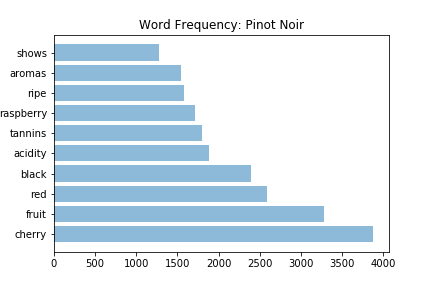 Word Frequency: Pinot Noir
shows
aromas
ripe
raspberry
tannins
acidity
black
red
fruit
cherry
0 500 1000 1500 2000 2500 3000 3500 4000